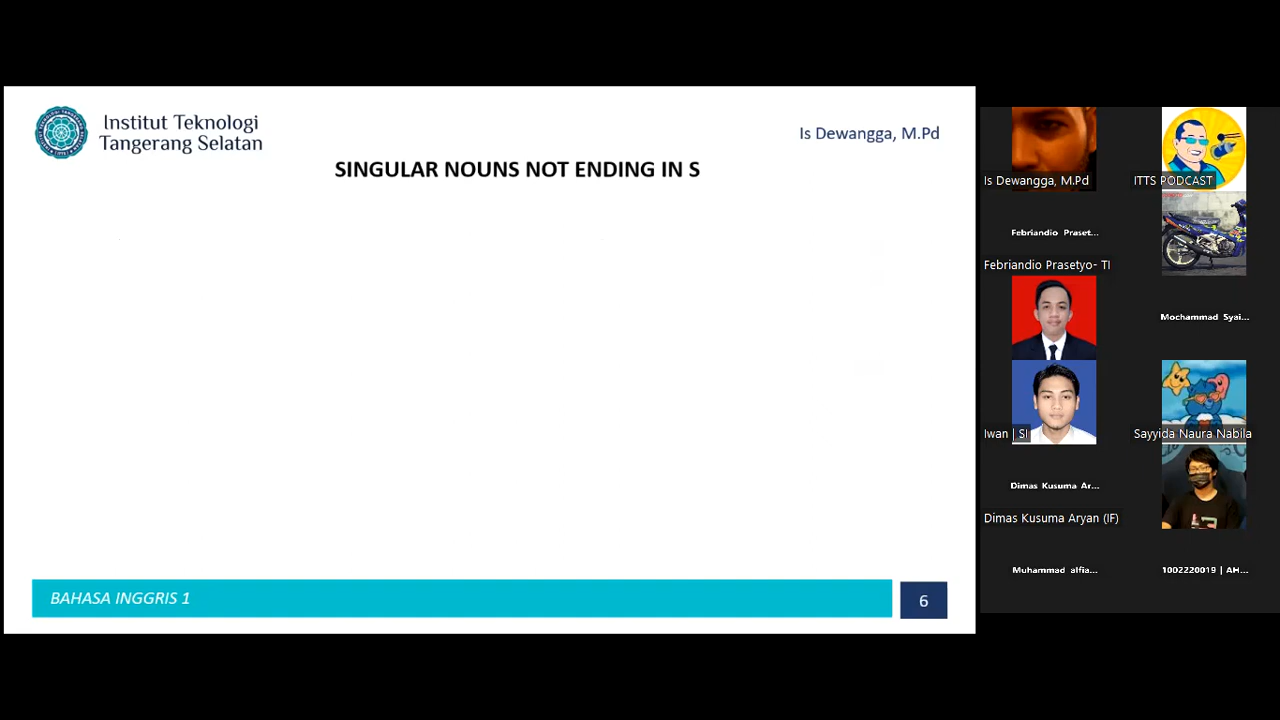 Institut Teknologi
Tangerang Selatan
Is Dewangga, M.Pd
SINGULAR NOUNS NOT ENDING IN S
BAHASA INGGRIS 1
6
Is Dewangga, M.Pd
ITTS PODCAST
Febriandio Praset...
Febriandio Prasetyo- TI
Mochammad Syai...
Iwan | SI
Sayyida Naura Nabila
Dimas Kusuma Ar...
Dimas Kusuma Aryan (IF)
Muhammad alfia...
1002220019 | AH...